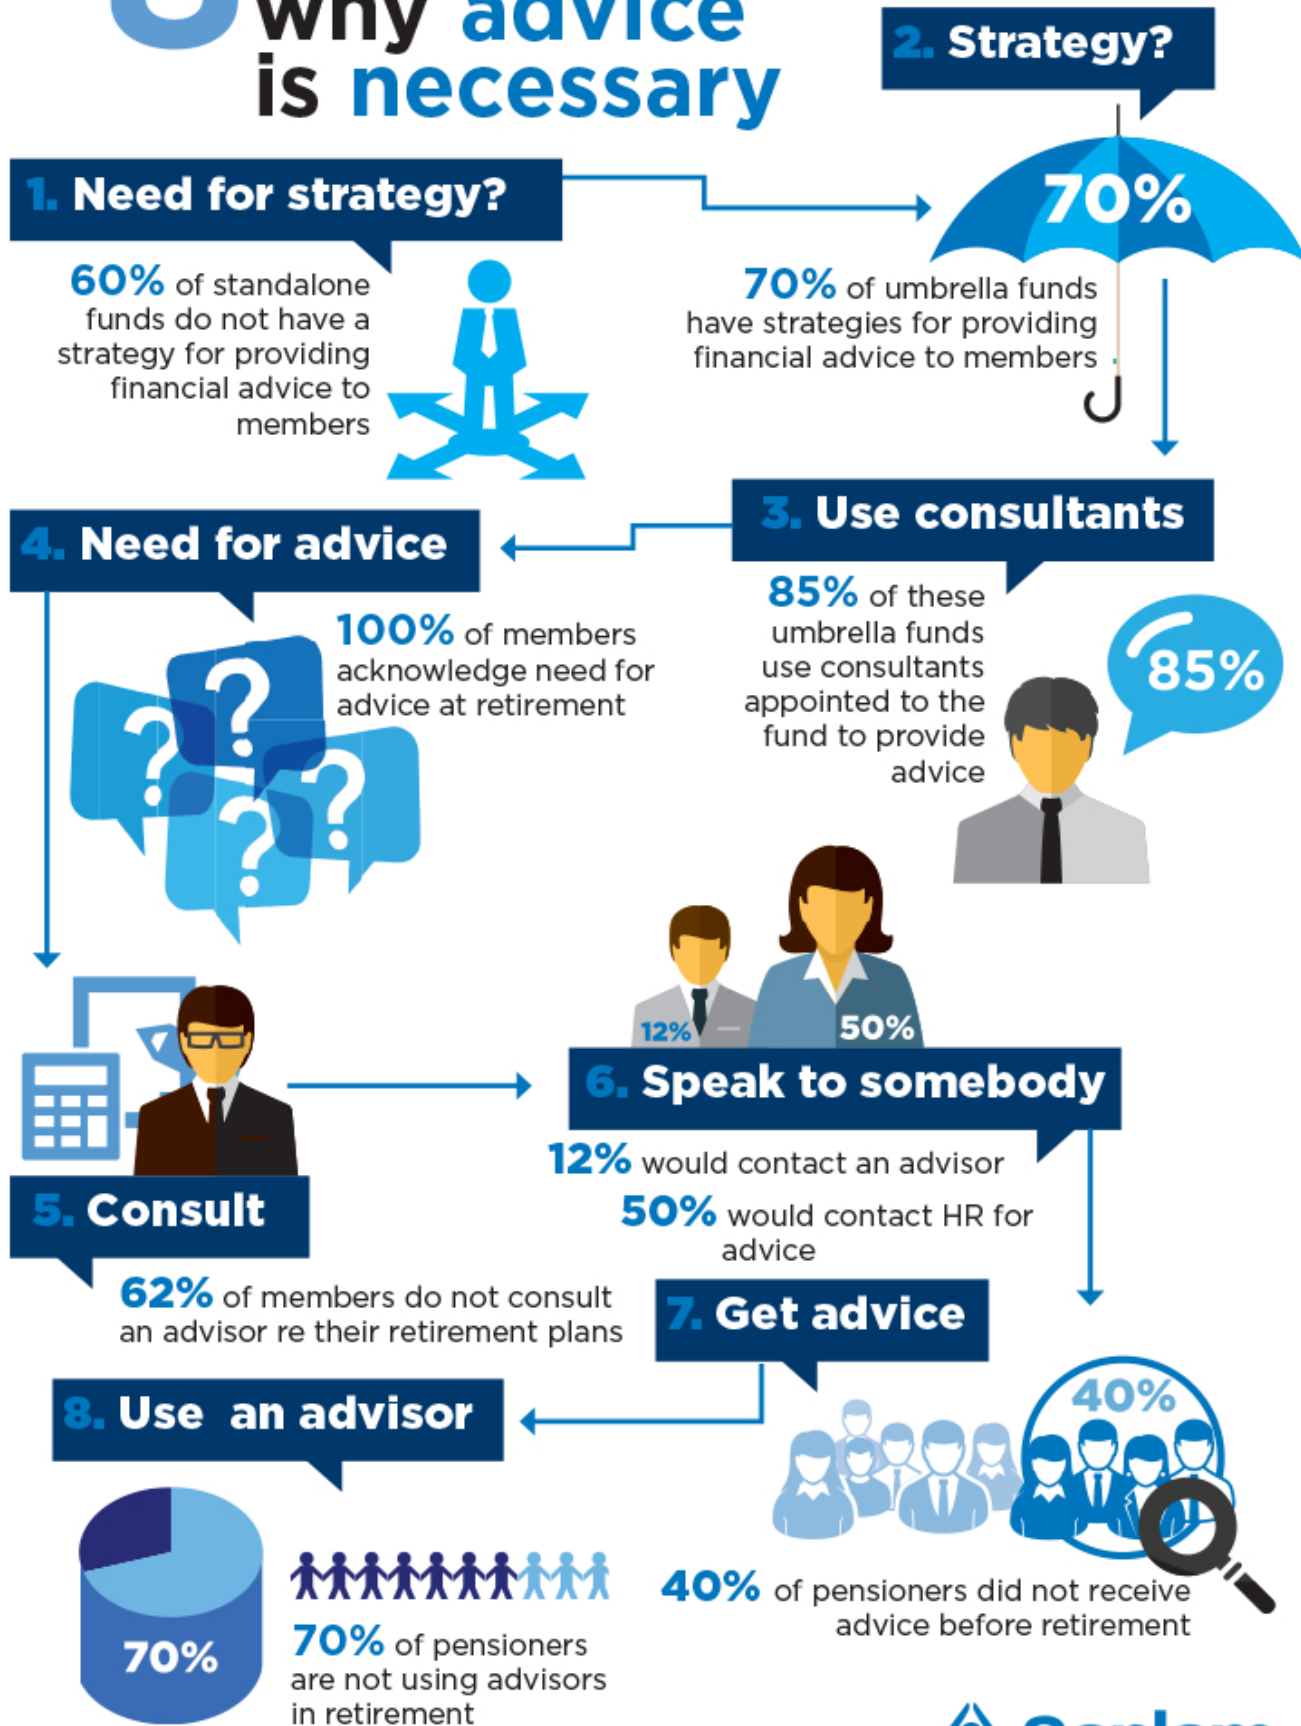 why advice
is necessary
1. Need for strategy?
60% of standalone
funds do not have a
strategy for providing
financial advice to
members
2. Strategy?
70%
70% of umbrella funds
have strategies for providing
financial advice to members
3. Use consultants
85% of these
umbrella funds
use consultants
appointed to the
fund to provide
advice
85%
4. Need for advice
100% of members
acknowledge need for
advice at retirement
? ? ? ?
5. Consult
62% of members do not consult
an advisor re their retirement plans
12% 50%
6. Speak to somebody
12% would contact an advisor
50% would contact HR for
advice
7. Get advice
40%
40% of pensioners did not receive
advice before retirement
8. Use an advisor
70%
70% of pensioners
are not using advisors
in retirement